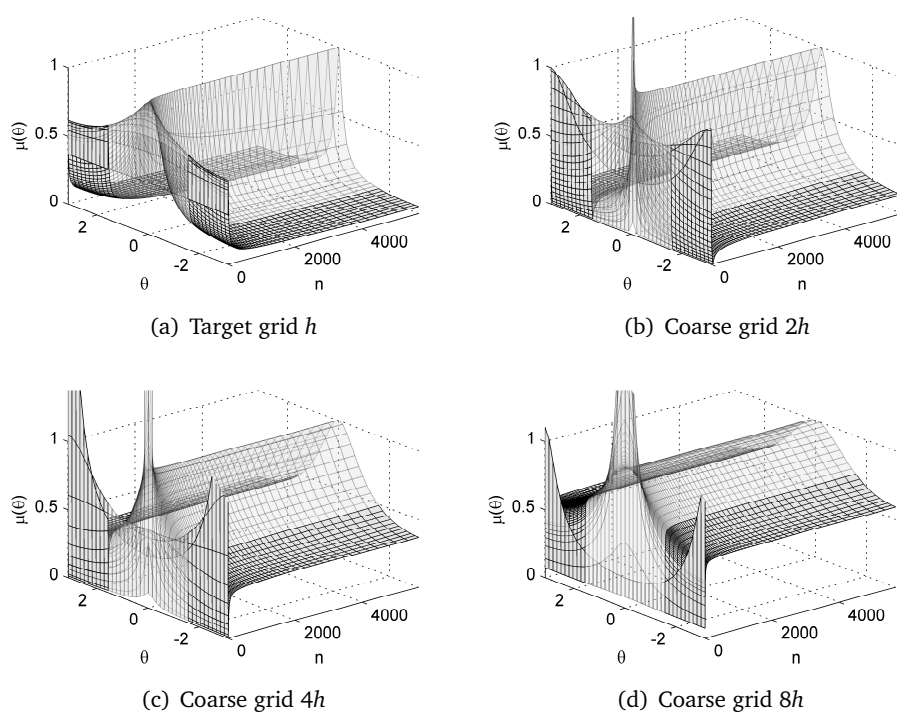 1
0.5
0
μ(θ)
2
0
-2
θ
0
2000
4000
n
(a) Target grid h
1
0.5
0
μ(θ)
2
0
-2
θ
0
2000
4000
n
(b) Coarse grid 2h
1
0.5
0
μ(θ)
2
0
-2
θ
0
2000
4000
n
(c) Coarse grid 4h
1
0.5
0
μ(θ)
2
0
-2
θ
0
2000
4000
n
(d) Coarse grid 8h